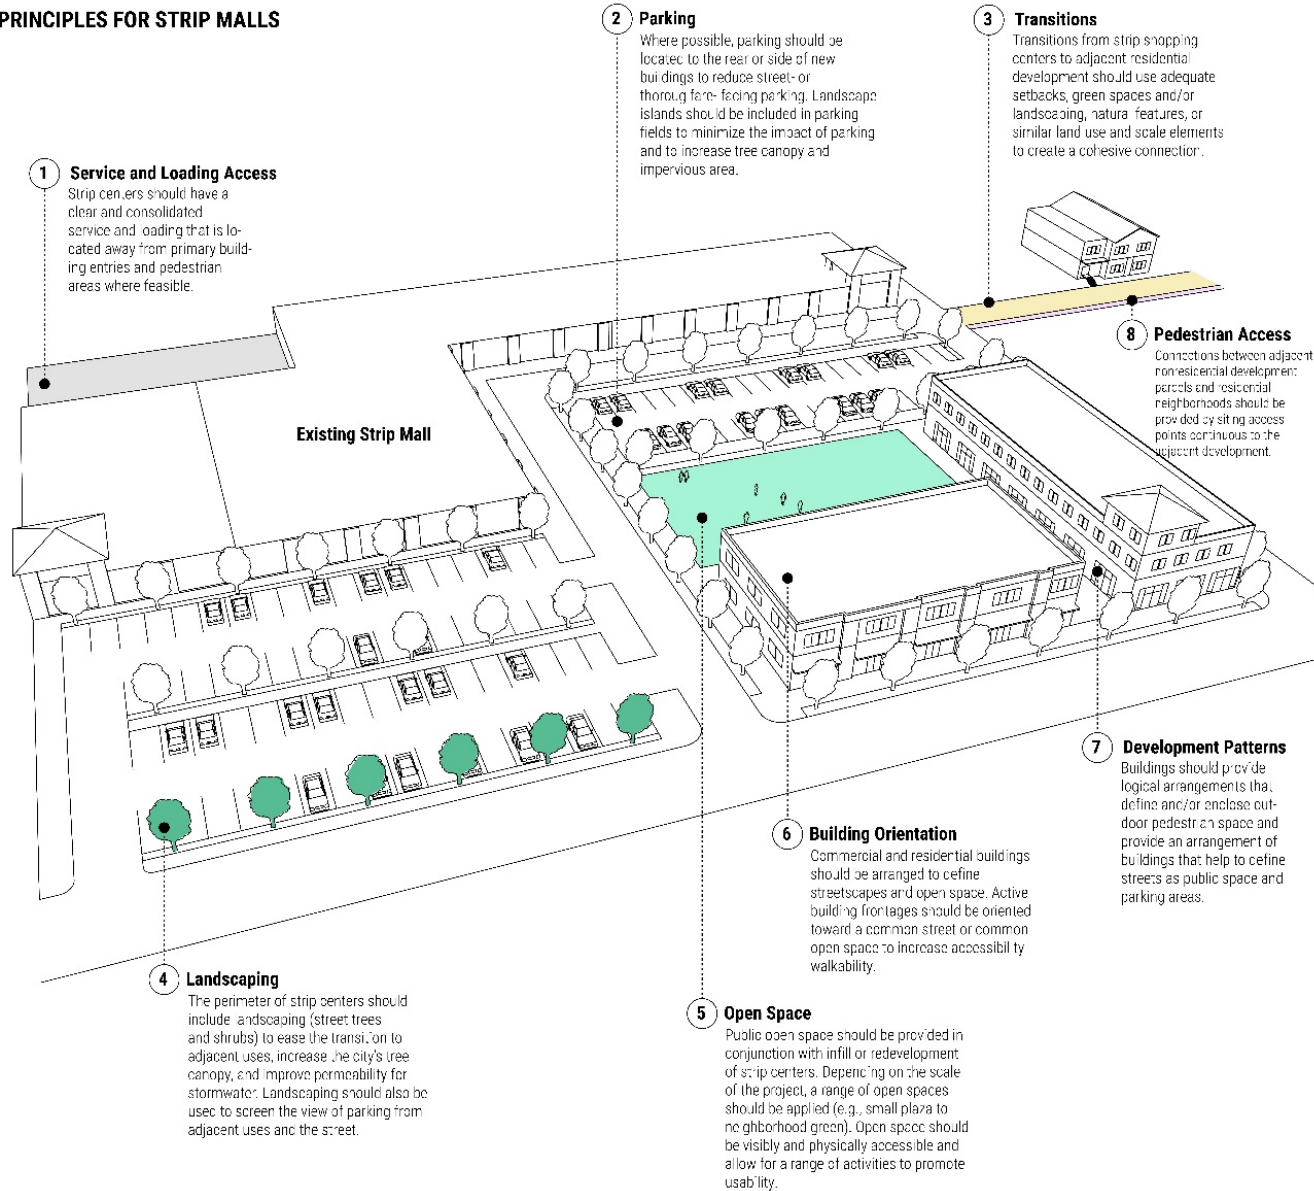 PRINCIPLES FOR STRIP MALLS
1 Service and Loading Access
Strip centers should have a
clear and consolidated
service and loading that is lo-
cated away from primary build-
ing entries and pedestrian
areas where feasible.
2 Parking
Where possible, parking should be
located to the rear or side of new
buildings to reduce street- or
thoroug fare- facing parking. Landscape
islands should be included in parking
fields to minimize the impact of parking
and to increase tree canopy and
impervious area.
3 Transitions
Transitions from strip shopping
centers to adjacent residential
development should use adequate
setbacks, green spaces and/or
landscaping, natural features, or
similar land use and scale elements
to create a cohesive connection.
8 Pedestrian Access
Connections between adjacent
nonresidential development
parcels and residential
neighborhoods should be
provided by siting access
points continuous to the
adjacent development.
Existing Strip Mall
7 Development Patterns
Buildings should provide
logical arrangements that
define and/or enclose out-
door pedestrian space and
provide an arrangement of
buildings that help to define
streets as public space and
parking areas.
6 Building Orientation
Commercial and residential buildings
should be arranged to define
streetscapes and open space. Active
building frontages should be oriented
toward a common street or common
open space to increase accessibility
walkability.
4 Landscaping
The perimeter of strip centers should
include landscaping (street trees
and shrubs) to ease the transition to
adjacent uses, increase the city's tree
canopy, and improve permeability for
stormwater. Landscaping should also be
used to screen the view of parking from
adjacent uses and the street.
5 Open Space
Public open space should be provided in
conjunction with infill or redevelopment
of strip centers. Depending on the scale
of the project, a range of open spaces
should be applied (e.g., small plaza to
neighborhood green). Open space should
be visibly and physically accessible and
allow for a range of activities to promote
usability.